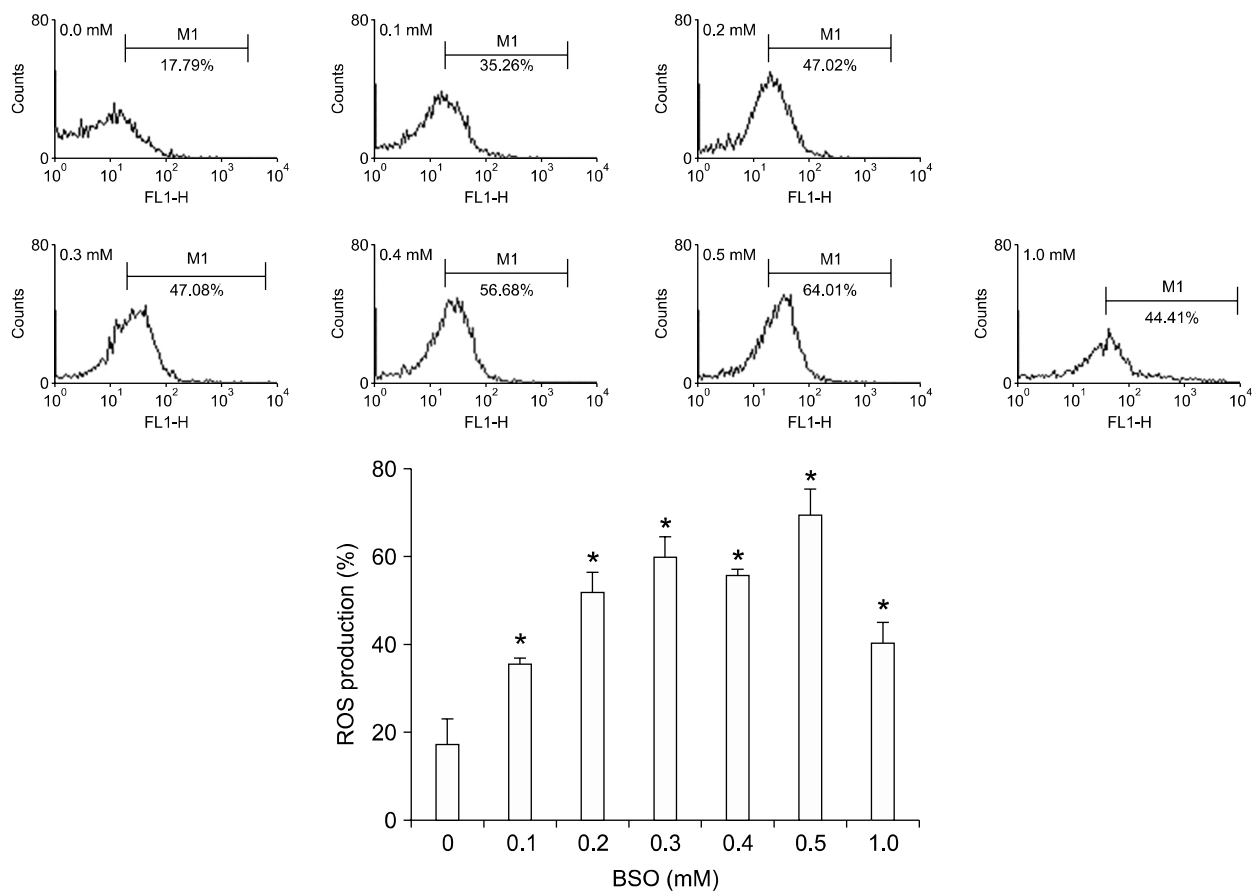 80
0.0 mM
M1
17.79%
Counts
0
10^0 10^1 10^2 10^3 10^4
FL1-H
80
0.1 mM
M1
35.26%
Counts
0
10^0 10^1 10^2 10^3 10^4
FL1-H
80
0.2 mM
M1
47.02%
Counts
0
10^0 10^1 10^2 10^3 10^4
FL1-H
80
0.3 mM
M1
47.08%
Counts
0
10^0 10^1 10^2 10^3 10^4
FL1-H
80
0.4 mM
M1
56.68%
Counts
0
10^0 10^1 10^2 10^3 10^4
FL1-H
80
0.5 mM
M1
64.01%
Counts
0
10^0 10^1 10^2 10^3 10^4
FL1-H
80
1.0 mM
M1
44.41%
Counts
0
10^0 10^1 10^2 10^3 10^4
FL1-H
ROS production (%)
80
60
40
20
0
* * * * * *
0 0.1 0.2 0.3 0.4 0.5 1.0
BSO (mM)